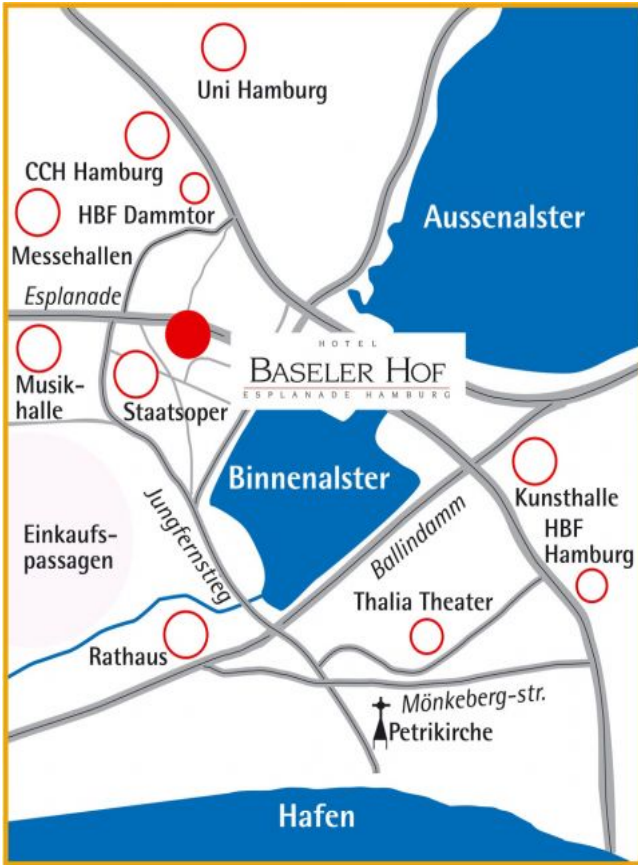 Uni Hamburg
CCH Hamburg
HBF Dammtor
Messehallen
Aussenalster
Esplanade
HOTEL
BASELER HOF
ESPLANADE HAMBURG
Musik-
halle
Staatsoper
Binnenalster
Kunsthalle
HBF
Hamburg
Jungfernstieg
Ballindamm
Einkaufs-
passagen
Thalia Theater
Rathaus
Mönkeberg-str.
Petrikirche
Hafen